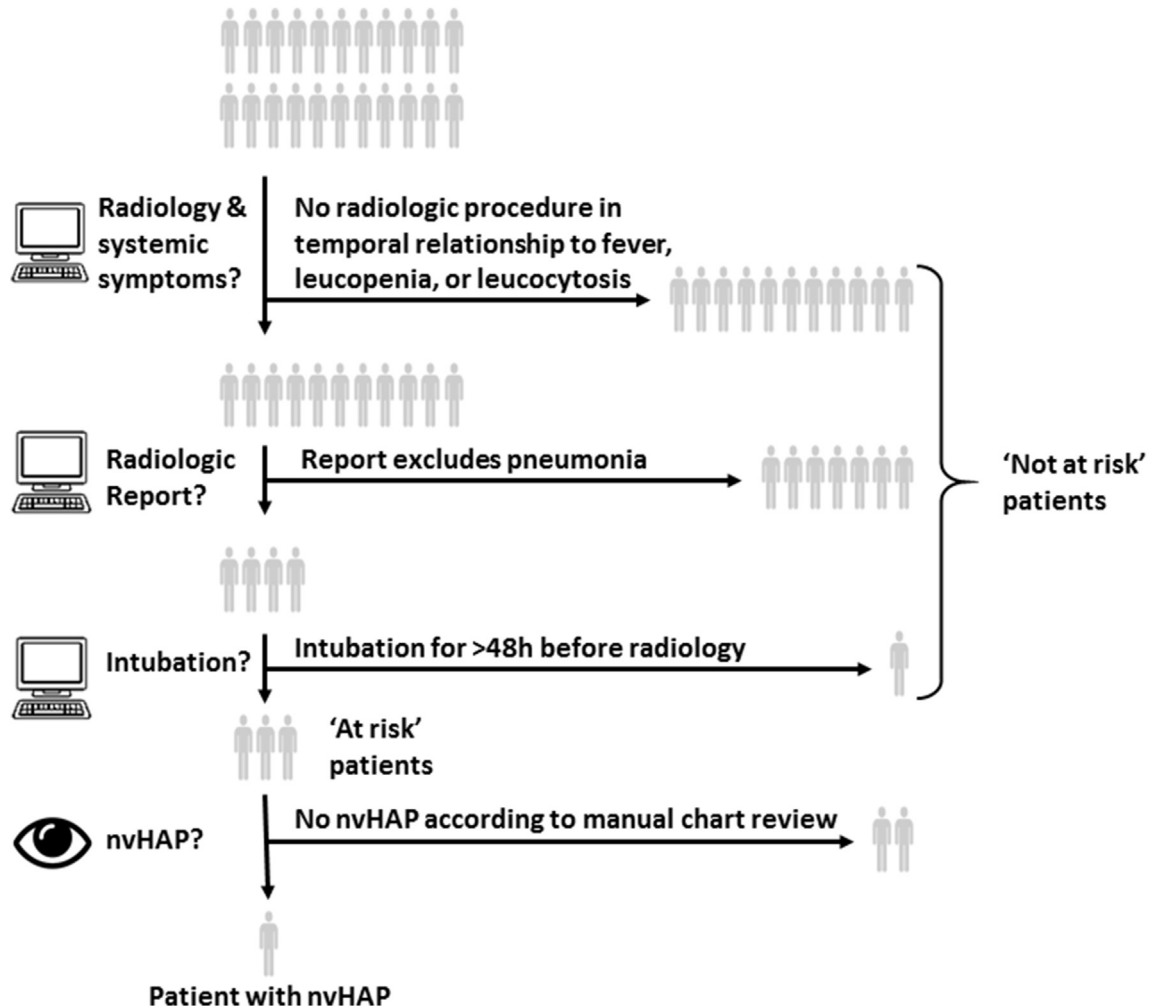 Radiology &
systemic
symptoms?
No radiologic procedure in
temporal relationship to fever,
leucopenia, or leucocytosis
Radiologic
Report?
Report excludes pneumonia
‘Not at risk’
patients
Intubation?
Intubation for >48h before radiology
‘At risk’
patients
nvHAP?
No nvHAP according to manual chart review
Patient with nvHAP